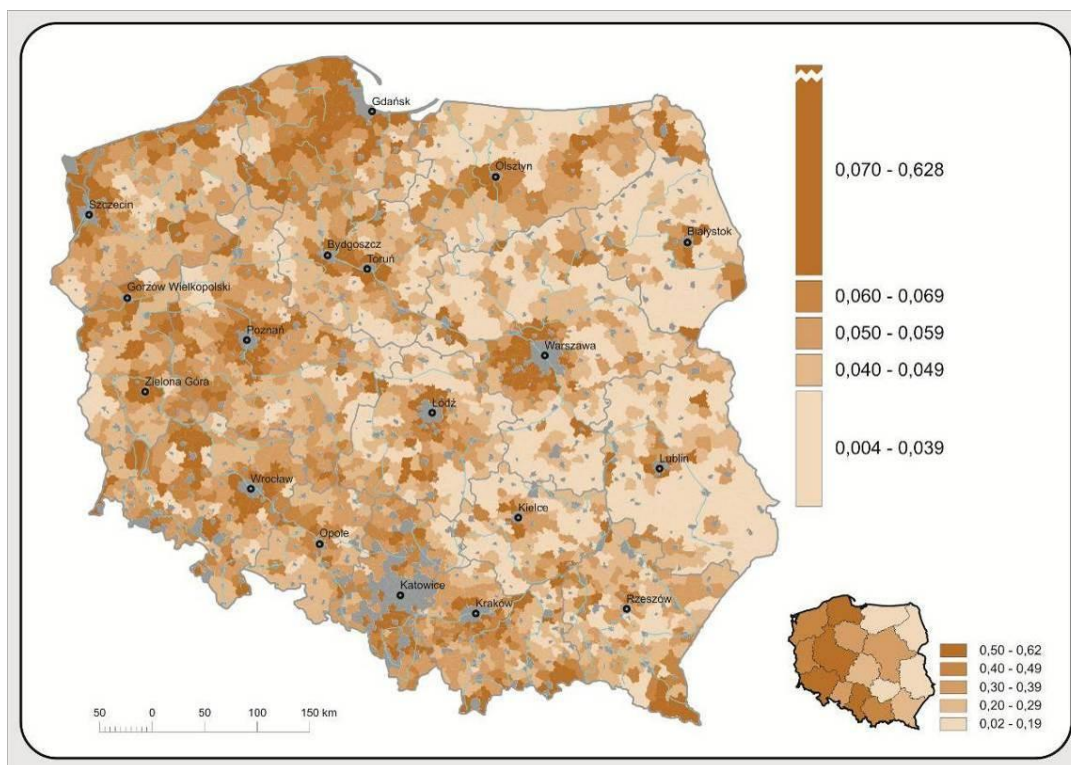 Gdańsk
Olsztyn
Szczecin
Białystok
Bydgoszcz
Toruń
Gorzów Wielkopolski
Poznań
Warszawa
Zielona Góra
Łódź
Lublin
Wrocław
Kielce
Opole
Katowice
Kraków
Rzeszów
0,070 - 0,628
0,060 - 0,069
0,050 - 0,059
0,040 - 0,049
0,004 - 0,039
0,50 - 0,62
0,40 - 0,49
0,30 - 0,39
0,20 - 0,29
0,02 - 0,19
50 0 50 100 150 km